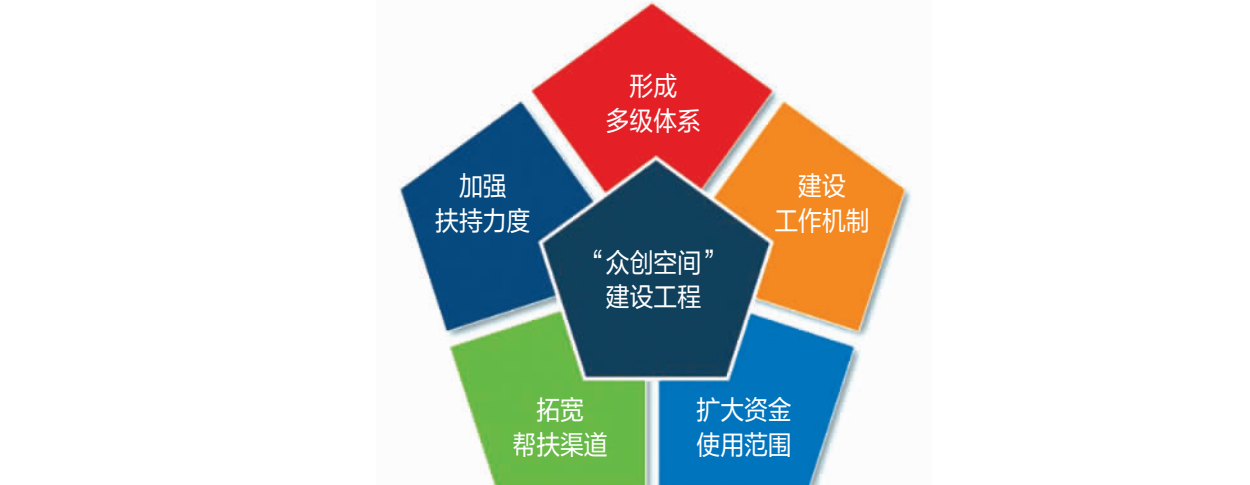 形成
多级体系
加强
扶持力度
建设
工作机制
“众创空间”
建设工程
拓宽
帮扶渠道
扩大资金
使用范围